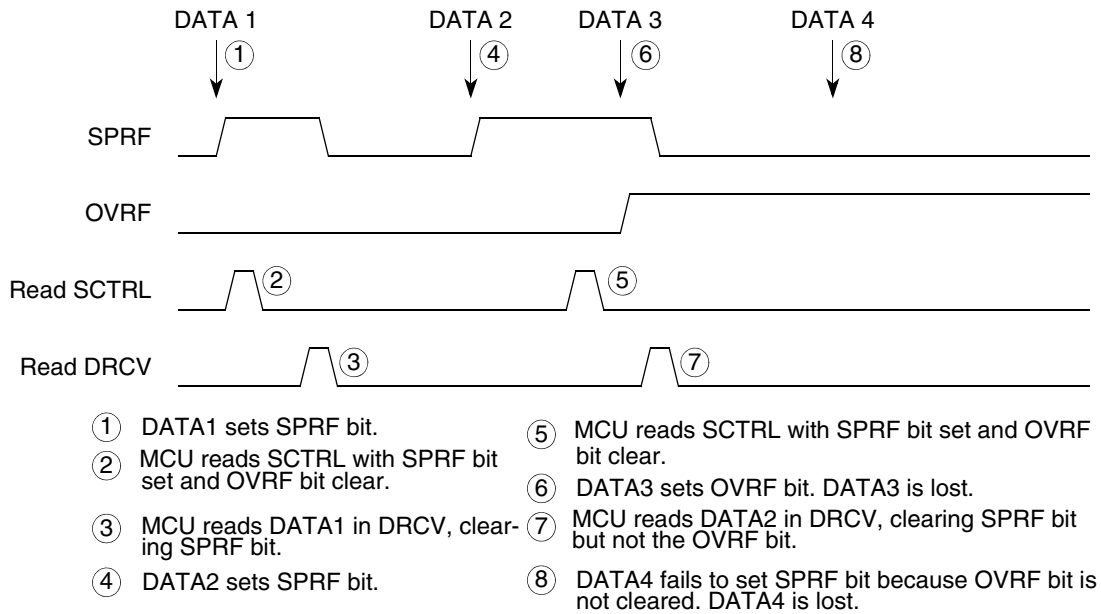 DATA 1 DATA 2 DATA 3 DATA 4
1 4 6 8
SPRF
OVRF
Read SCTRL 2 5
Read DRCV 3 7
1 DATA1 sets SPRF bit.
2 MCU reads SCTRL with SPRF bit
set and OVRF bit clear.
3 MCU reads DATA1 in DRCV, clear-
ing SPRF bit.
4 DATA2 sets SPRF bit.
5 MCU reads SCTRL with SPRF bit set and OVRF
bit clear.
6 DATA3 sets OVRF bit. DATA3 is lost.
7 MCU reads DATA2 in DRCV, clearing SPRF bit
but not the OVRF bit.
8 DATA4 fails to set SPRF bit because OVRF bit is
not cleared. DATA4 is lost.